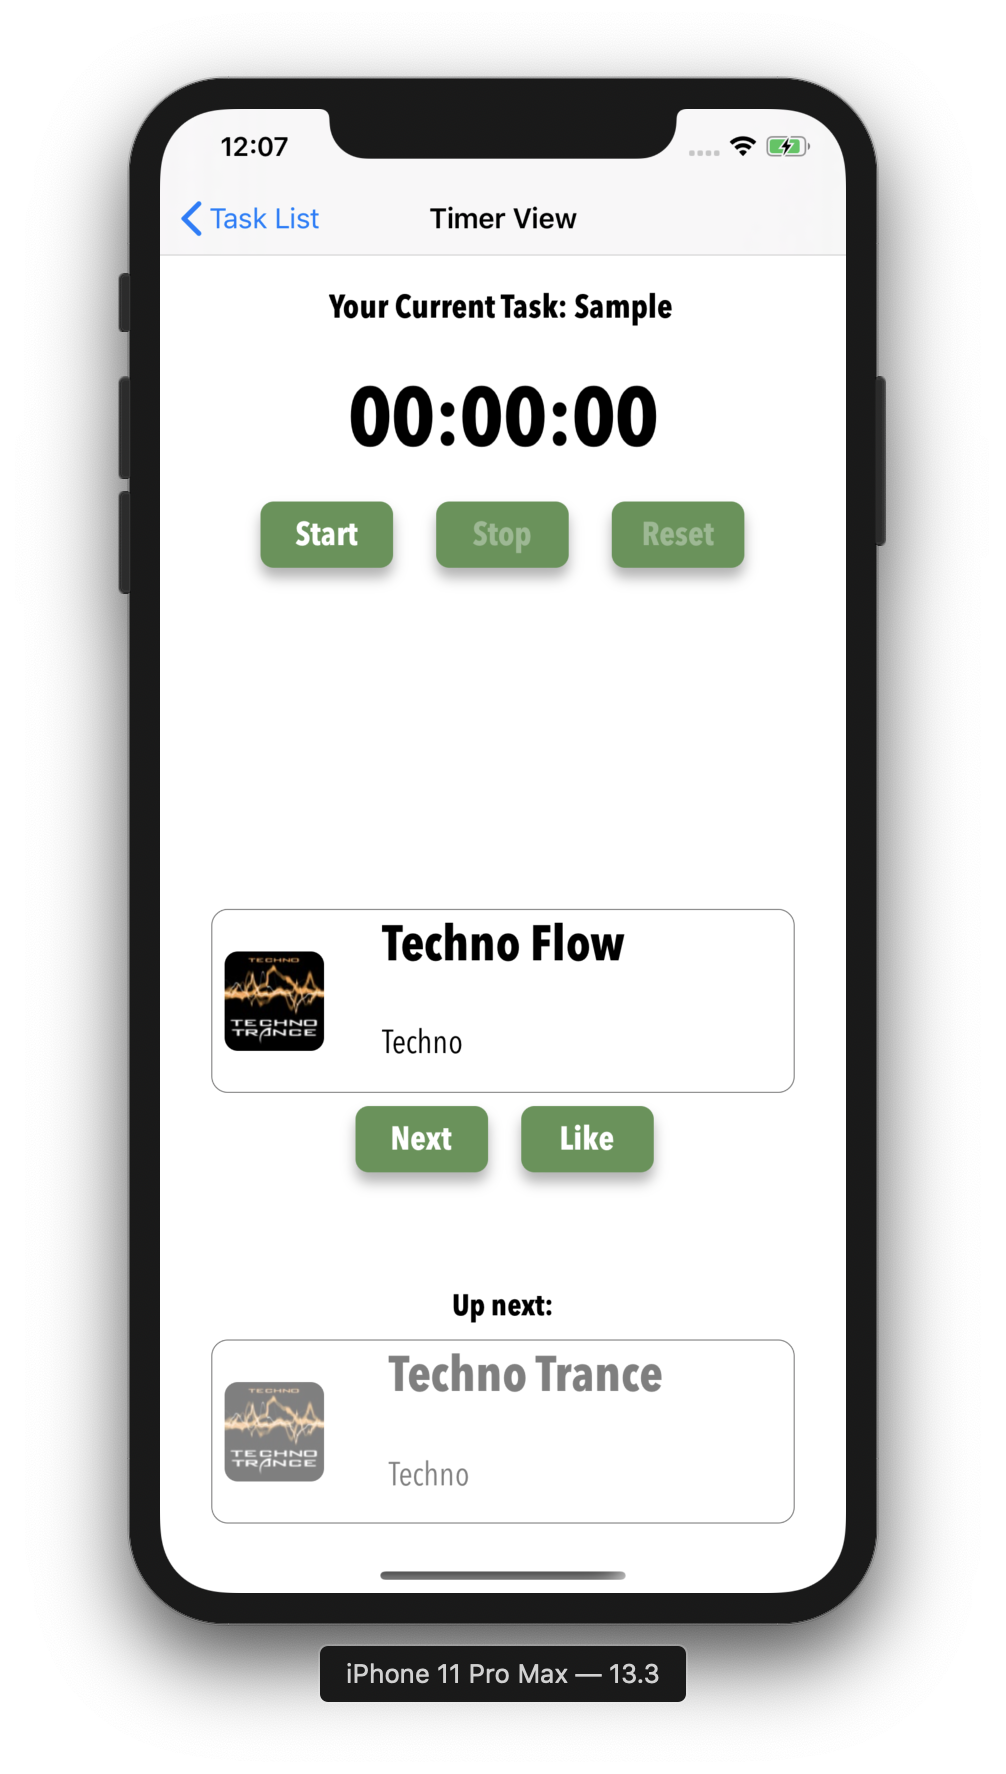 12:07
Task List
Timer View
Your Current Task: Sample
00:00:00
Start
Stop
Reset
TECHNO
TECHNO
TRANCE
Techno Flow
Techno
Next
Like
Up next:
TECHNO
TECHNO
TRANCE
Techno Trance
Techno
iPhone 11 Pro Max — 13.3